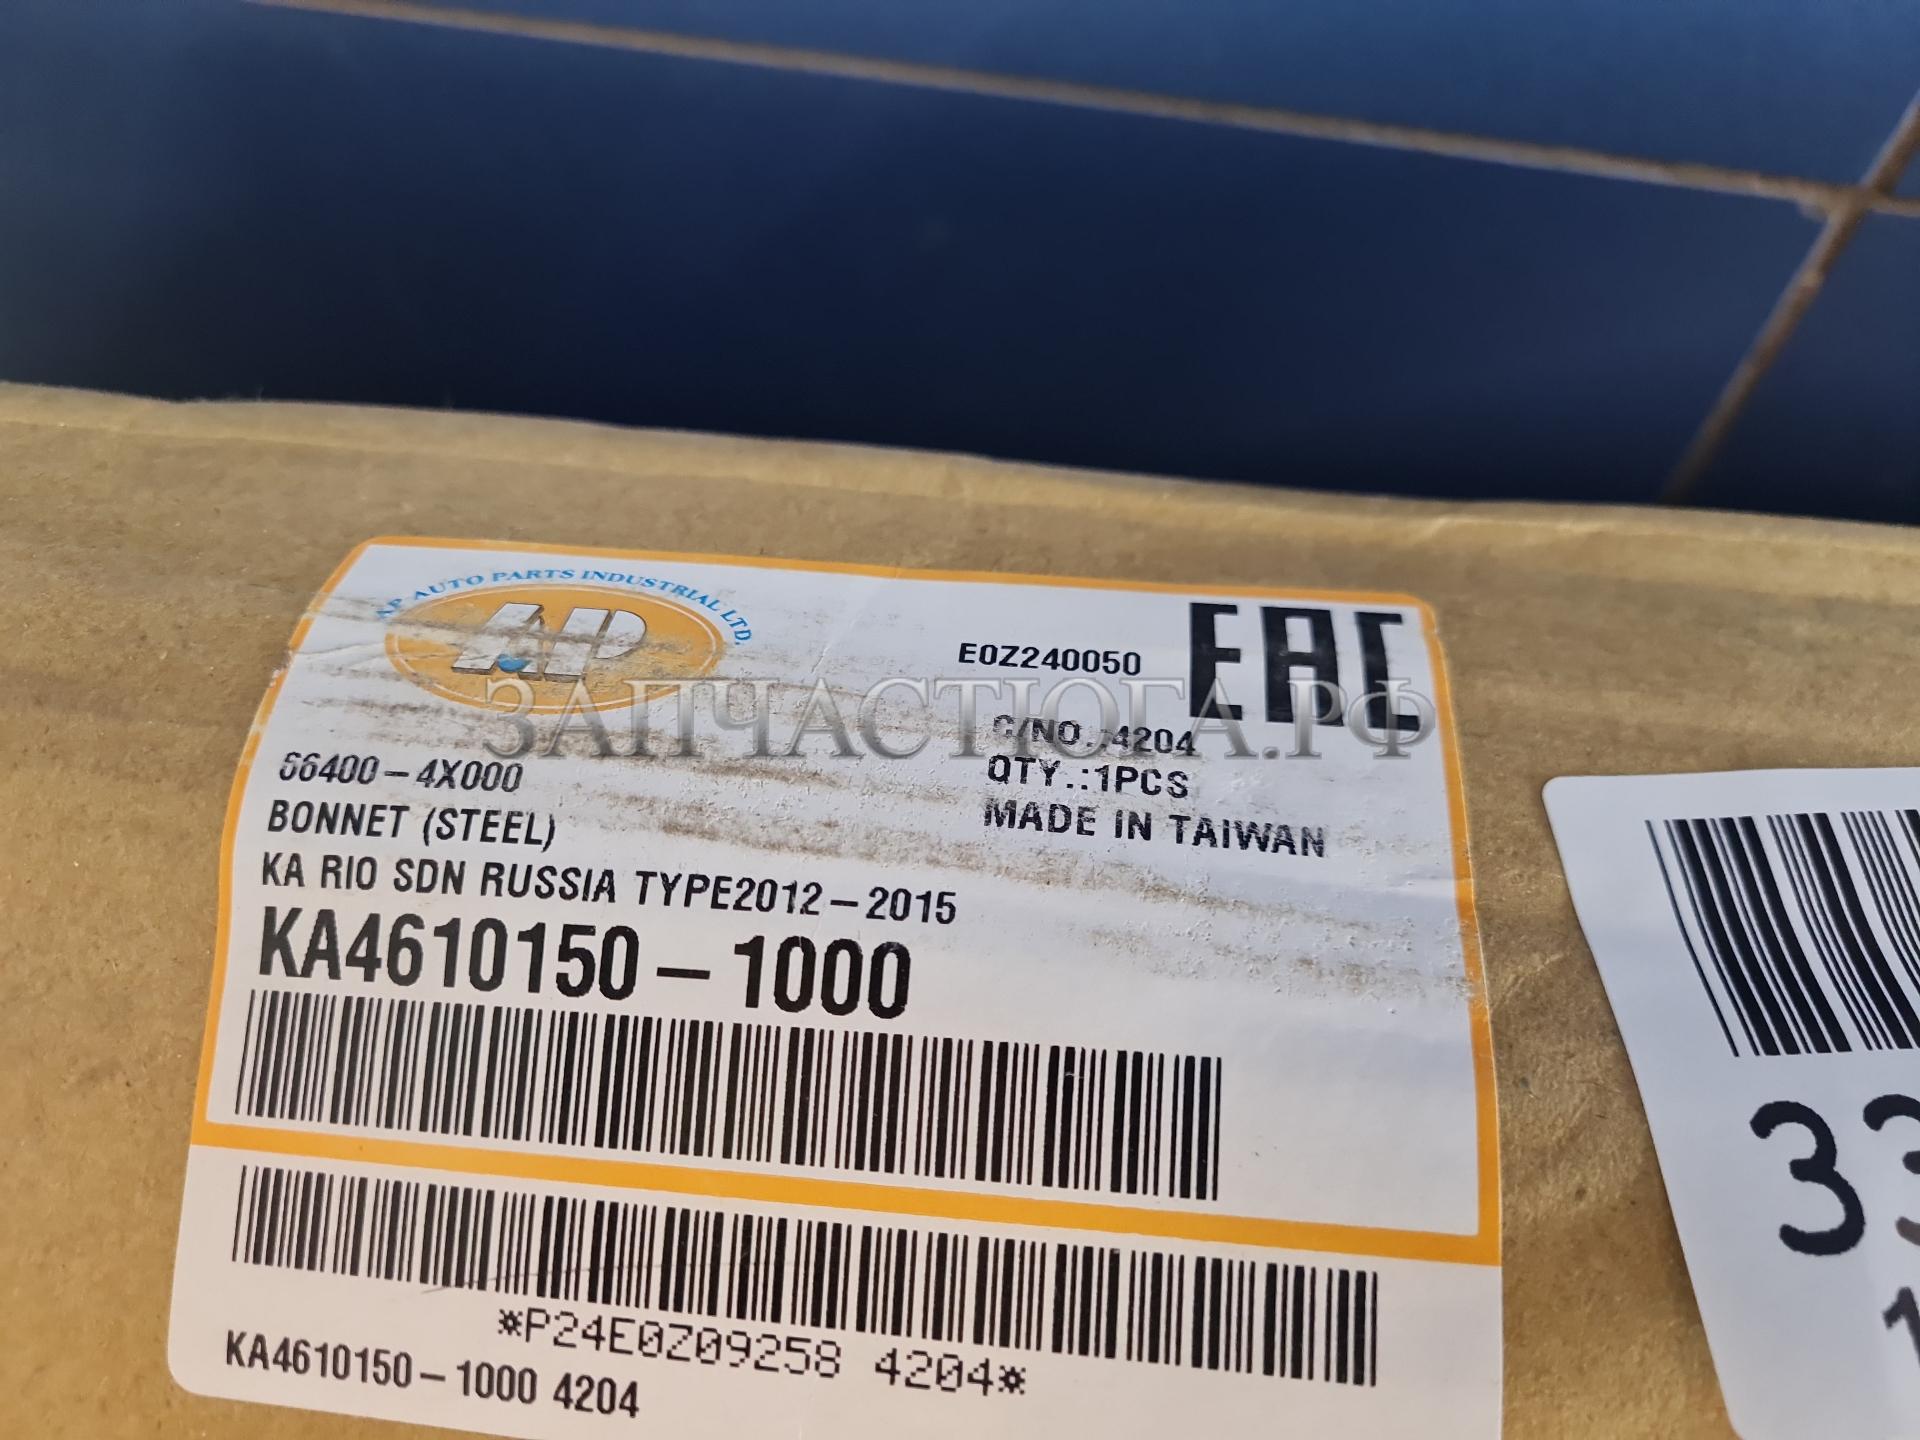 AP AUTO PARTS INDUSTRIAL LTD.
AP
E0Z240050
EAC
ЗАПЧАСТЮГА.РФ
C/NO.:4204
66400-4X000
QTY.:1PCS
BONNET (STEEL)
MADE IN TAIWAN
KA RIO SDN RUSSIA TYPE2012-2015
KA4610150-1000
*P24E0Z09258 4204*
KA4610150-1000 4204